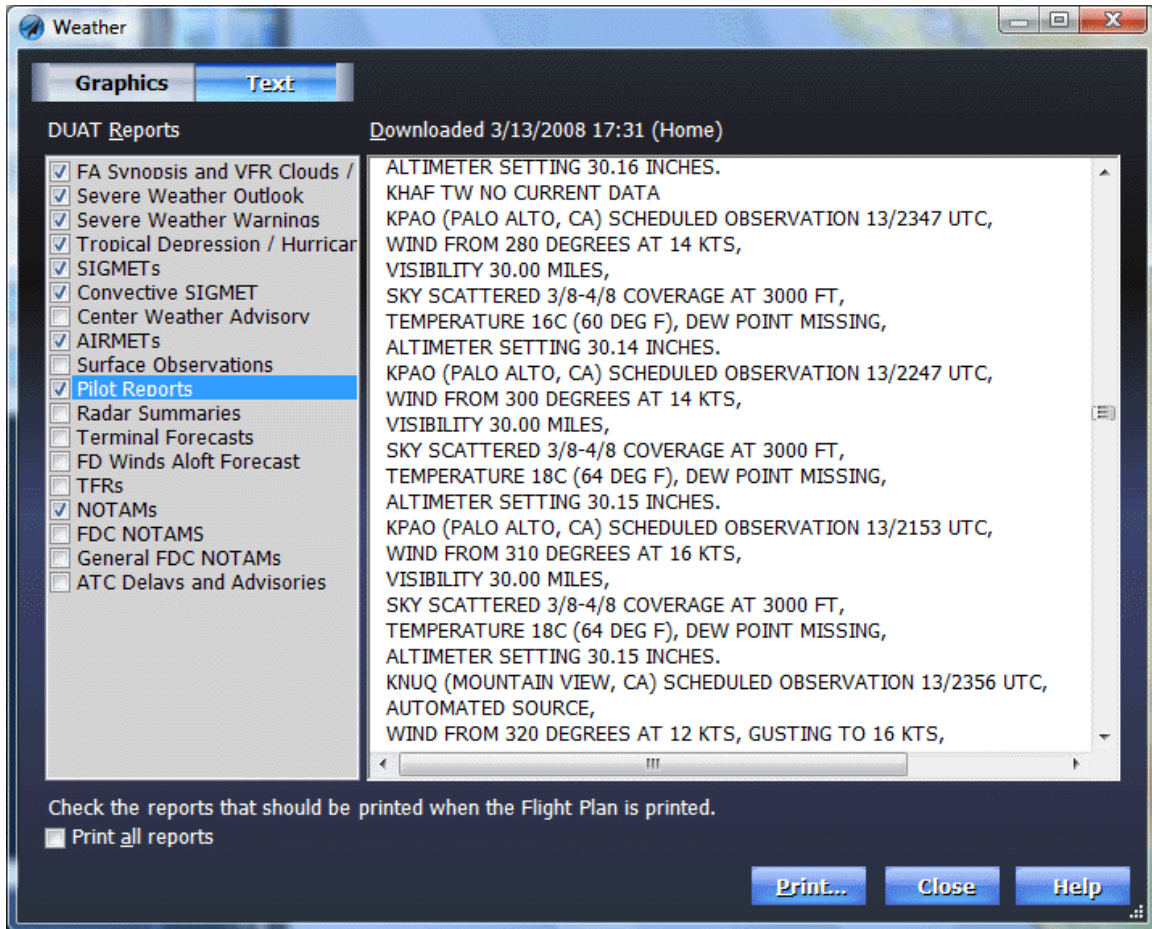 Weather
Graphics
Text
DUAT Reports
Downloaded 3/13/2008 17:31 (Home)
FA Synopsis and VFR Clouds /
Severe Weather Outlook
Severe Weather Warnings
Tropical Depression / Hurrican
SIGMETs
Convective SIGMET
Center Weather Advisory
AIRMETs
Surface Observations
Pilot Reports
Radar Summaries
Terminal Forecasts
FD Winds Aloft Forecast
TFRs
NOTAMs
FDC NOTAMS
General FDC NOTAMs
ATC Delays and Advisories
ALTIMETER SETTING 30.16 INCHES.
KHAF TW NO CURRENT DATA
KPAO (PALO ALTO, CA) SCHEDULED OBSERVATION 13/2347 UTC,
WIND FROM 280 DEGREES AT 14 KTS,
VISIBILITY 30.00 MILES,
SKY SCATTERED 3/8-4/8 COVERAGE AT 3000 FT,
TEMPERATURE 16C (60 DEG F), DEW POINT MISSING,
ALTIMETER SETTING 30.14 INCHES.
KPAO (PALO ALTO, CA) SCHEDULED OBSERVATION 13/2247 UTC,
WIND FROM 300 DEGREES AT 14 KTS,
VISIBILITY 30.00 MILES,
SKY SCATTERED 3/8-4/8 COVERAGE AT 3000 FT,
TEMPERATURE 18C (64 DEG F), DEW POINT MISSING,
ALTIMETER SETTING 30.15 INCHES.
KPAO (PALO ALTO, CA) SCHEDULED OBSERVATION 13/2153 UTC,
WIND FROM 310 DEGREES AT 16 KTS,
VISIBILITY 30.00 MILES,
SKY SCATTERED 3/8-4/8 COVERAGE AT 3000 FT,
TEMPERATURE 18C (64 DEG F), DEW POINT MISSING,
ALTIMETER SETTING 30.15 INCHES.
KNUQ (MOUNTAIN VIEW, CA) SCHEDULED OBSERVATION 13/2356 UTC,
AUTOMATED SOURCE,
WIND FROM 320 DEGREES AT 12 KTS, GUSTING TO 16 KTS,
Check the reports that should be printed when the Flight Plan is printed.
Print all reports
Print...
Close
Help